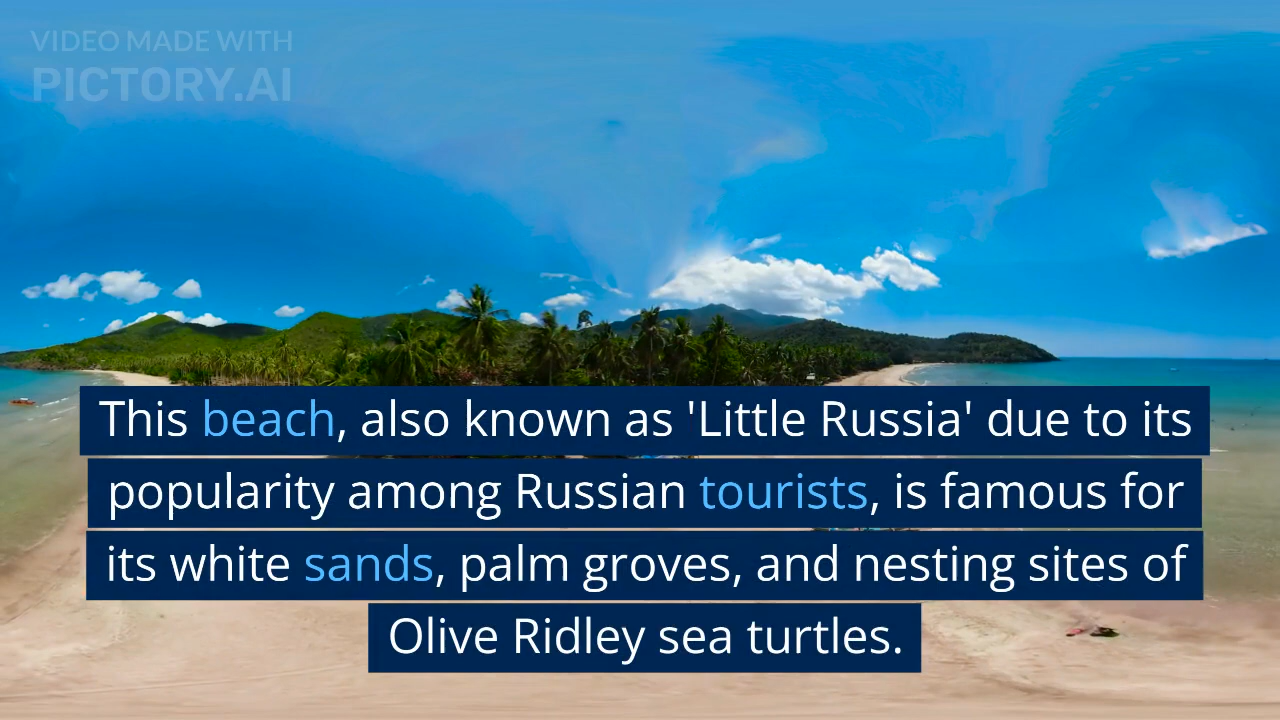 VIDEO MADE WITH
PICTORY.AI
This beach, also known as 'Little Russia' due to its
popularity among Russian tourists, is famous for
its white sands, palm groves, and nesting sites of
Olive Ridley sea turtles.